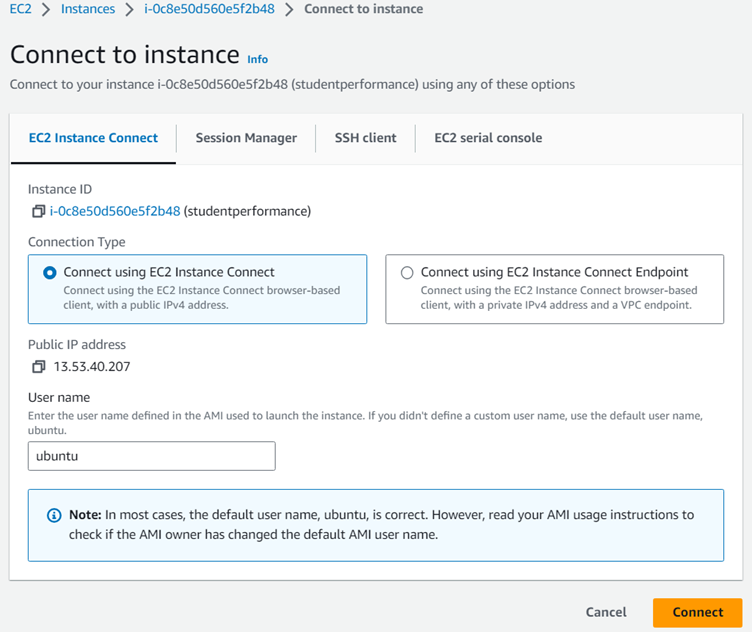 EC2 > Instances > i-0c8e50d560e5f2b48 > Connect to instance
Connect to instance Info
Connect to your instance i-0c8e50d560e5f2b48 (studentperformance) using any of these options
EC2 Instance Connect Session Manager SSH client EC2 serial console
Instance ID
i-0c8e50d560e5f2b48 (studentperformance)
Connection Type
Connect using EC2 Instance Connect
Connect using the EC2 Instance Connect browser-based
client, with a public IPv4 address.
Connect using EC2 Instance Connect Endpoint
Connect using the EC2 Instance Connect browser-based
client, with a private IPv4 address and a VPC endpoint.
Public IP address
13.53.40.207
User name
Enter the user name defined in the AMI used to launch the instance. If you didn't define a custom user name, use the default user name,
ubuntu.
ubuntu
Note: In most cases, the default user name, ubuntu, is correct. However, read your AMI usage instructions to
check if the AMI owner has changed the default AMI user name.
Cancel Connect